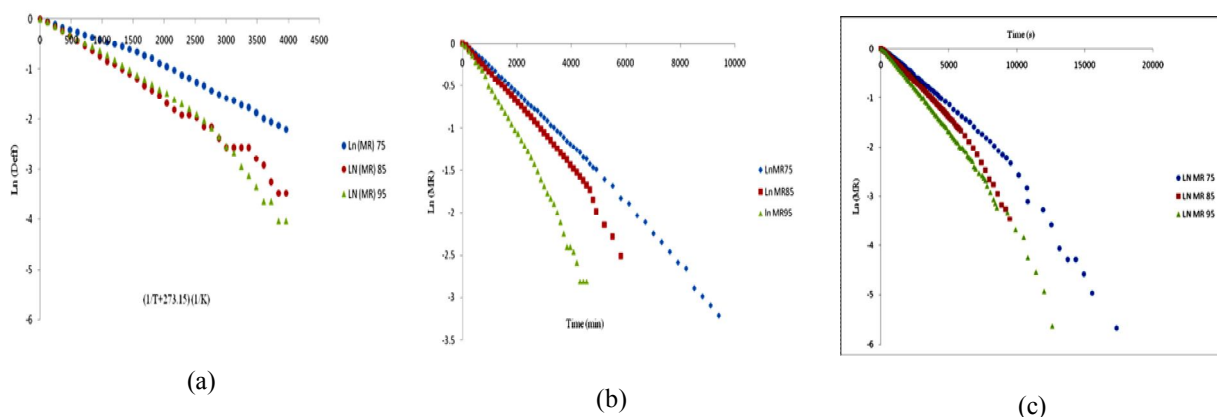 0 500 1000 1500 2000 2500 3000 3500 4000 4500
0
-1
-2
-3
-4
-5
-6
Ln (D-eff)
Ln (MR) 75
LN (MR) 85
LN (MR) 95
(1/T+273.15) (1/K)
(a)
0 2000 4000 6000 8000 10000
0
-0.5
-1
-1.5
-2
-2.5
-3
-3.5
Ln (MR)
LnMR75
Ln MR85
ln MR95
Time (min)
(b)
Time (s)
0 5000 10000 15000 20000
0
-1
-2
-3
-4
-5
-6
Ln (MR)
LN MR 75
LN MR 85
LN MR 95
(c)